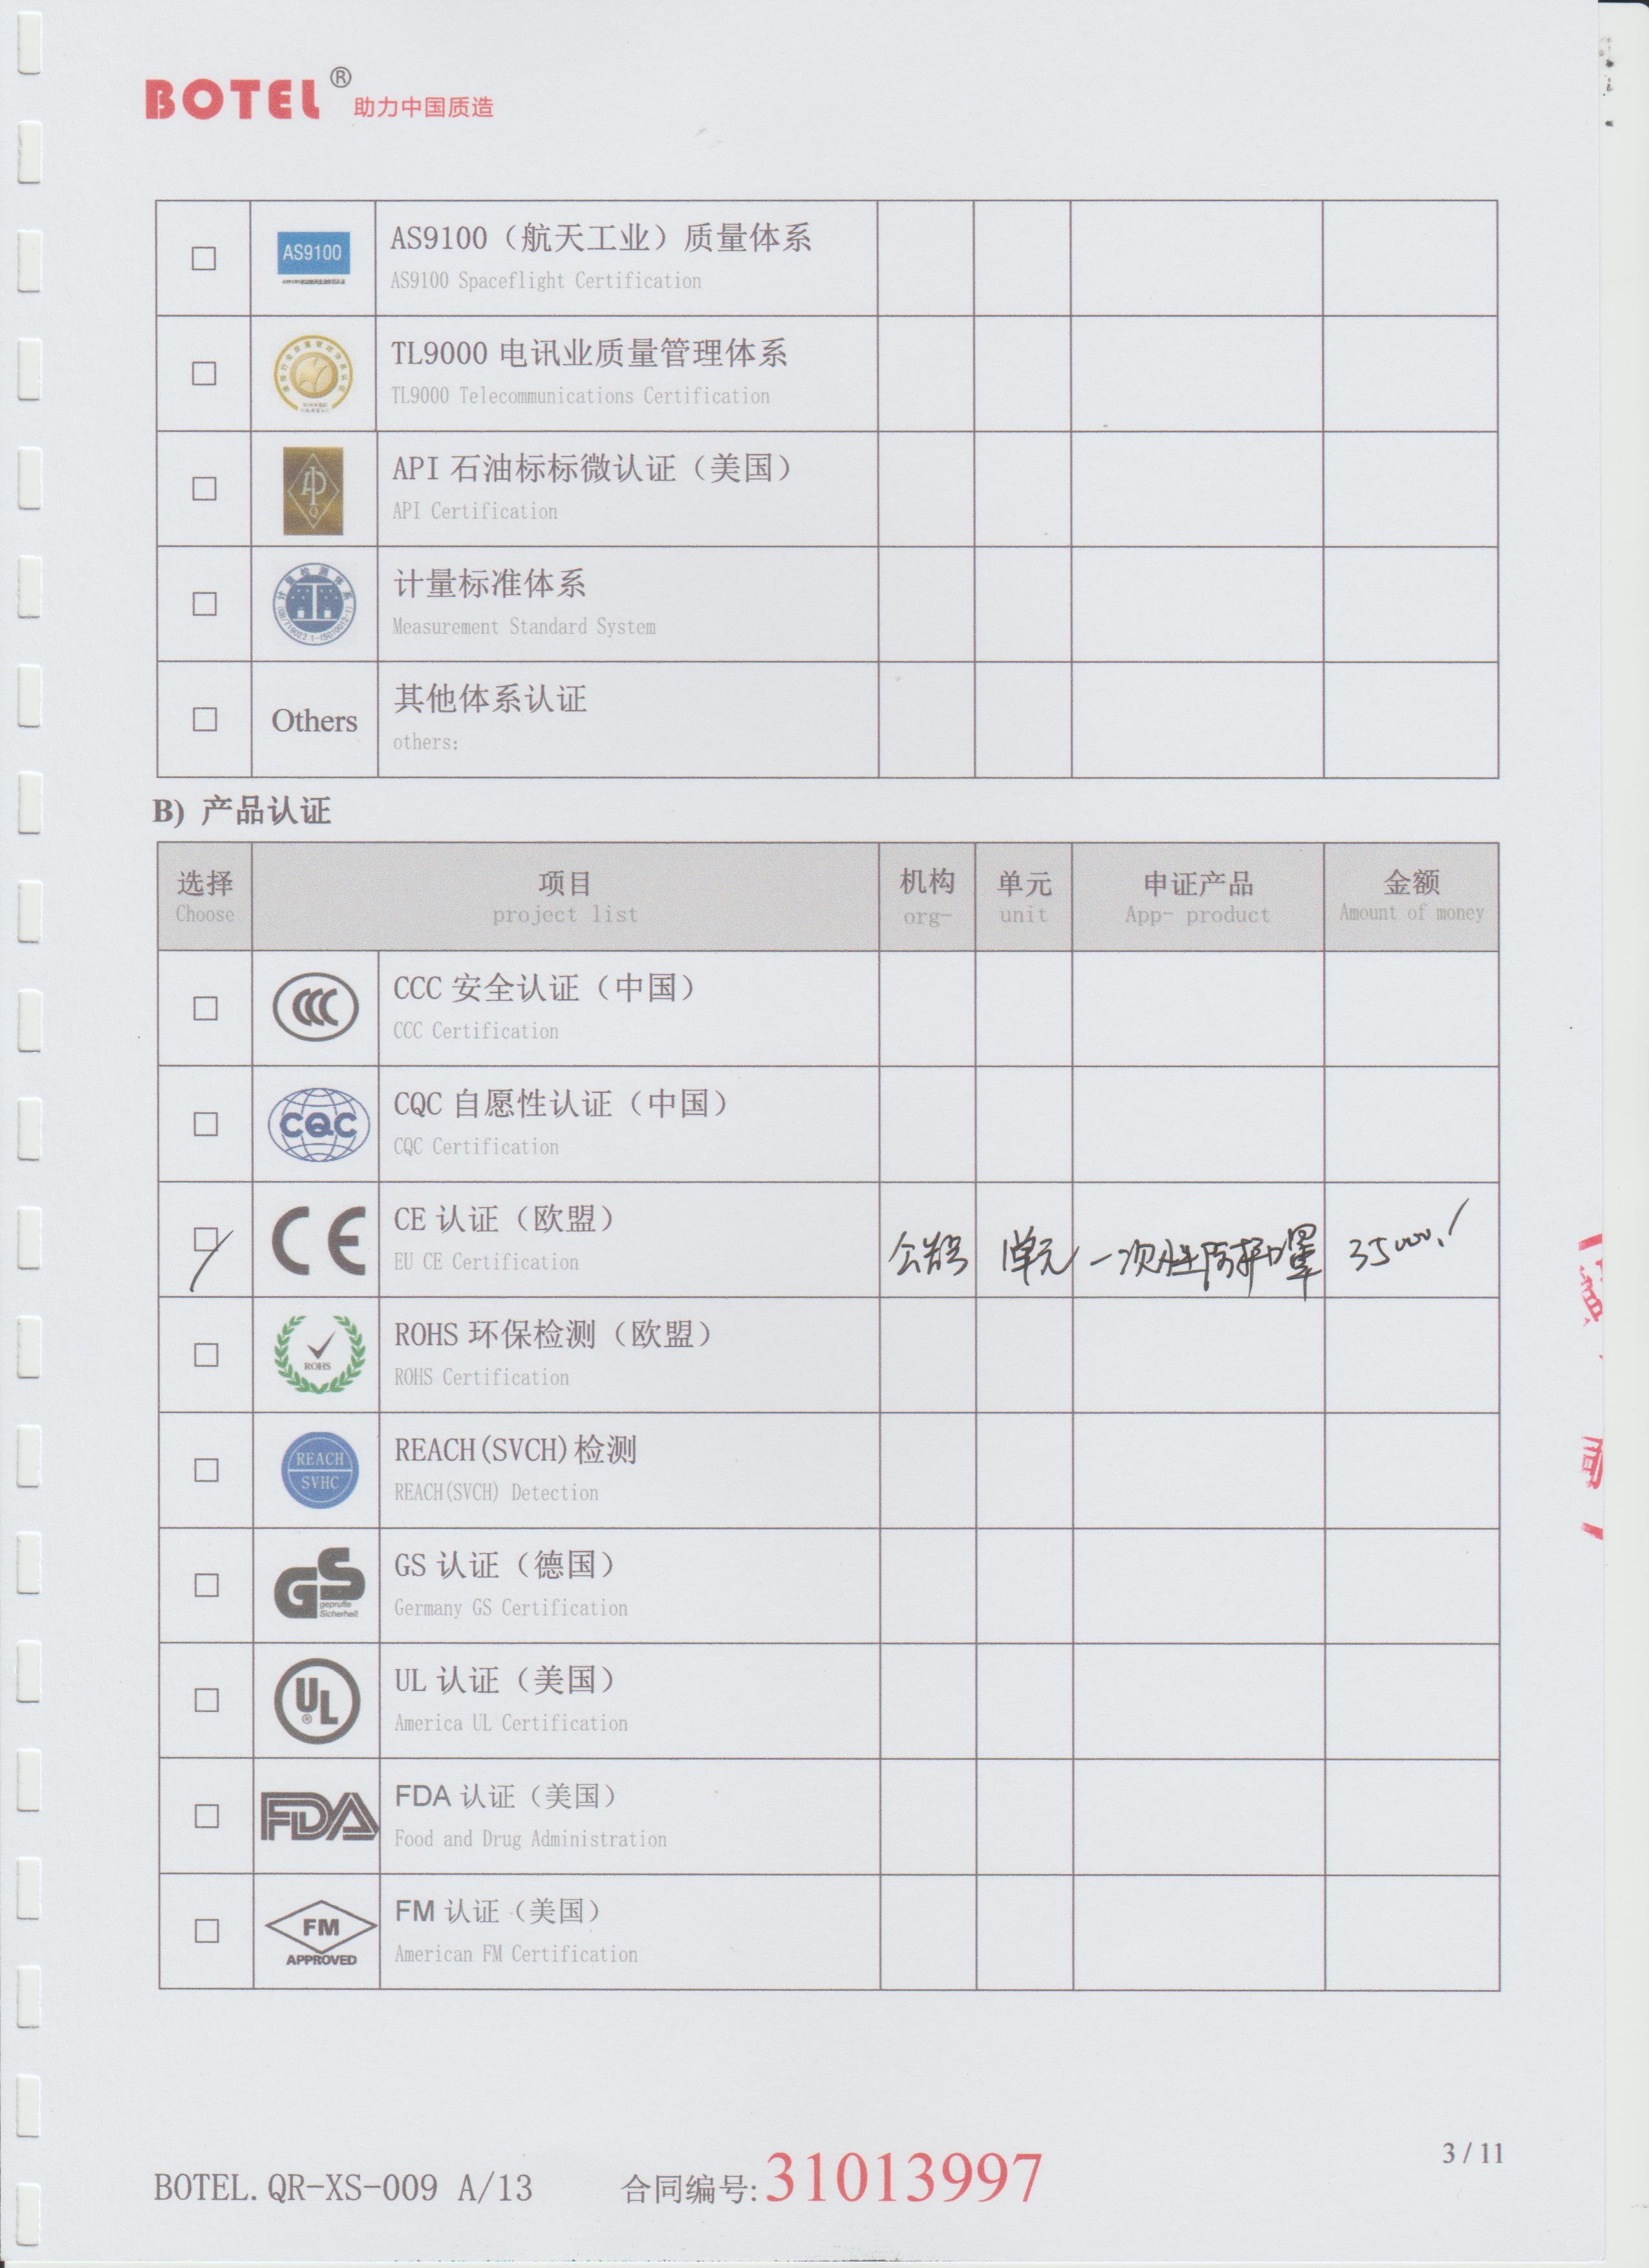 BOTEL®助力中国质造
AS9100
AS9100（航天工业）质量体系
AS9100 Spaceflight Certification
TL9000 电讯业质量管理体系
TL9000 Telecommunications Certification
API 石油标标微认证（美国）
API Certification
计量检测体系
计量标准体系
Measurement Standard System
Others
其他体系认证
others:
B) 产品认证
选择 项目 机构 单元 申证产品 金额
Choose project list org- unit App- product Amount of money
CCC 安全认证（中国）
CCC Certification
CQC
CQC 自愿性认证（中国）
CQC Certification
CE
CE 认证（欧盟）
EU CE Certification
单元 一次性防护口罩 35000.
ROHS
ROHS 环保检测（欧盟）
ROHS Certification
REACH
SVHC
REACH(SVCH)检测
REACH(SVCH) Detection
GS
geprüfte
Sicherheit
GS 认证（德国）
Germany GS Certification
UL®
UL 认证（美国）
America UL Certification
FDA
FDA 认证（美国）
Food and Drug Administration
FM
APPROVED
FM 认证（美国）
American FM Certification
3 / 11
BOTEL.QR-XS-009 A/13 合同编号:31013997